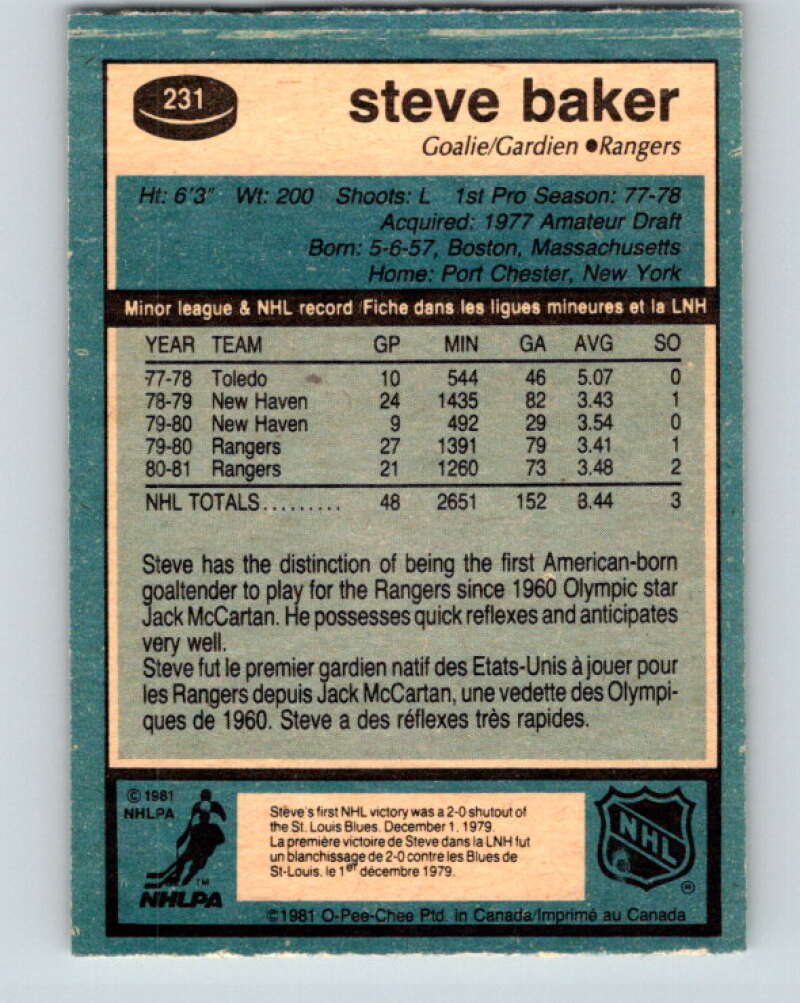 231
steve baker
Goalie/Gardien ●Rangers
Ht: 6'3" Wt: 200 Shoots: L 1st Pro Season: 77-78
Acquired: 1977 Amateur Draft
Born: 5-6-57, Boston, Massachusetts
Home: Port Chester, New York
Minor league & NHL record/Fiche dans les ligues mineures et la LNH
YEAR TEAM GP MIN GA AVG SO
77-78 Toledo 10 544 46 5.07 0
78-79 New Haven 24 1435 82 3.43 1
79-80 New Haven 9 492 29 3.54 0
79-80 Rangers 27 1391 79 3.41 1
80-81 Rangers 21 1260 73 3.48 2
NHL TOTALS......... 48 2651 152 3.44 3
Steve has the distinction of being the first American-born
goaltender to play for the Rangers since 1960 Olympic star
Jack McCartan. He possesses quick reflexes and anticipates
very well.
Steve fut le premier gardien natif des Etats-Unis à jouer pour
les Rangers depuis Jack McCartan, une vedette des Olympi-
ques de 1960. Steve a des réflexes très rapides.
© 1981
NHLPA
TM
NHLPA
Steve's first NHL victory was a 2-0 shutout of
the St. Louis Blues, December 1, 1979.
La première victoire de Steve dans la LNH fut
un blanchissage de 2-0 contre les Blues de
St-Louis, le 1er décembre 1979.
NHL
®
©1981 O-Pee-Chee Ptd. in Canada/Imprimé au Canada